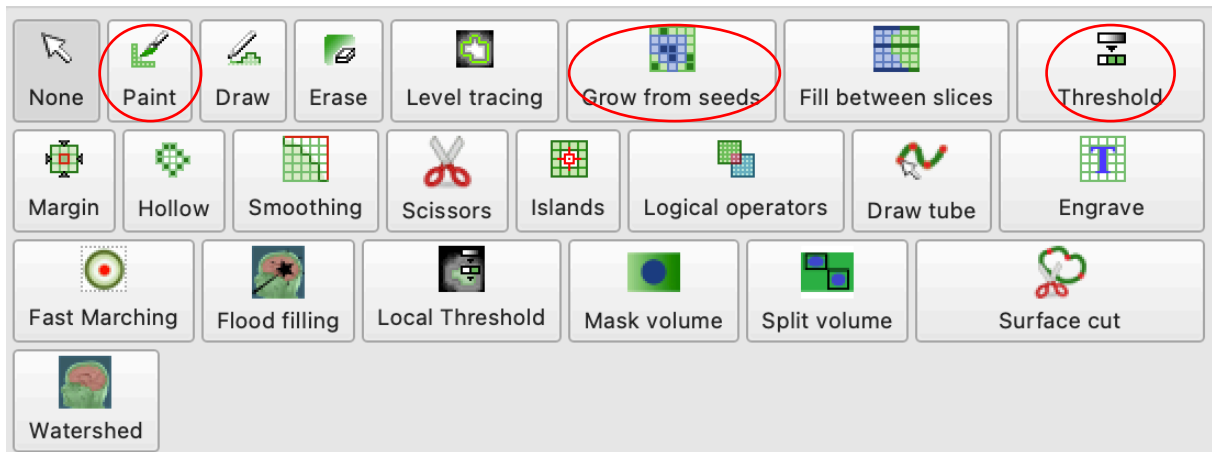 None Paint Draw Erase Level tracing Grow from seeds Fill between slices Threshold
Margin Hollow Smoothing Scissors Islands Logical operators Draw tube Engrave
Fast Marching Flood filling Local Threshold Mask volume Split volume Surface cut
Watershed